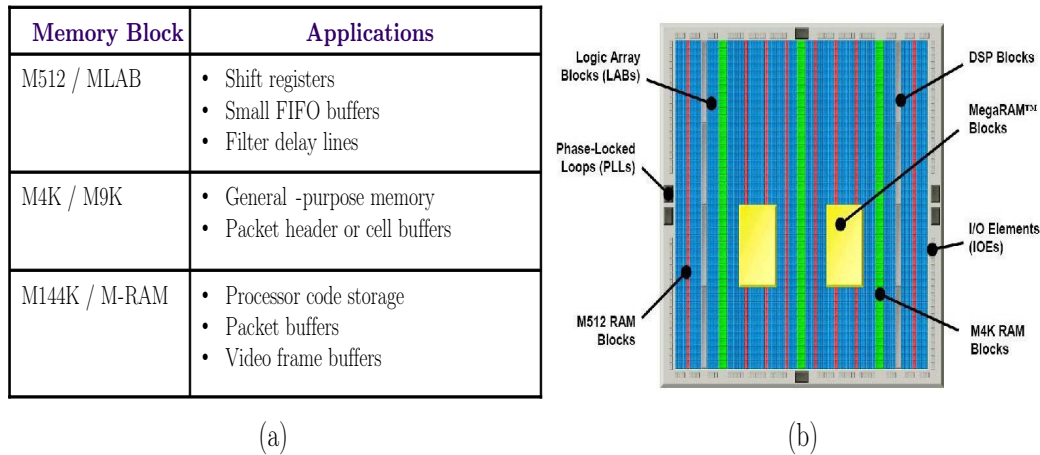 Memory Block Applications
M512 / MLAB
• Shift registers
• Small FIFO buffers
• Filter delay lines
M4K / M9K
• General -purpose memory
• Packet header or cell buffers
M144K / M-RAM
• Processor code storage
• Packet buffers
• Video frame buffers
(a)
Logic Array
Blocks (LABs)
Phase-Locked
Loops (PLLs)
M512 RAM
Blocks
DSP Blocks
MegaRAM™
Blocks
I/O Elements
(IOEs)
M4K RAM
Blocks
(b)